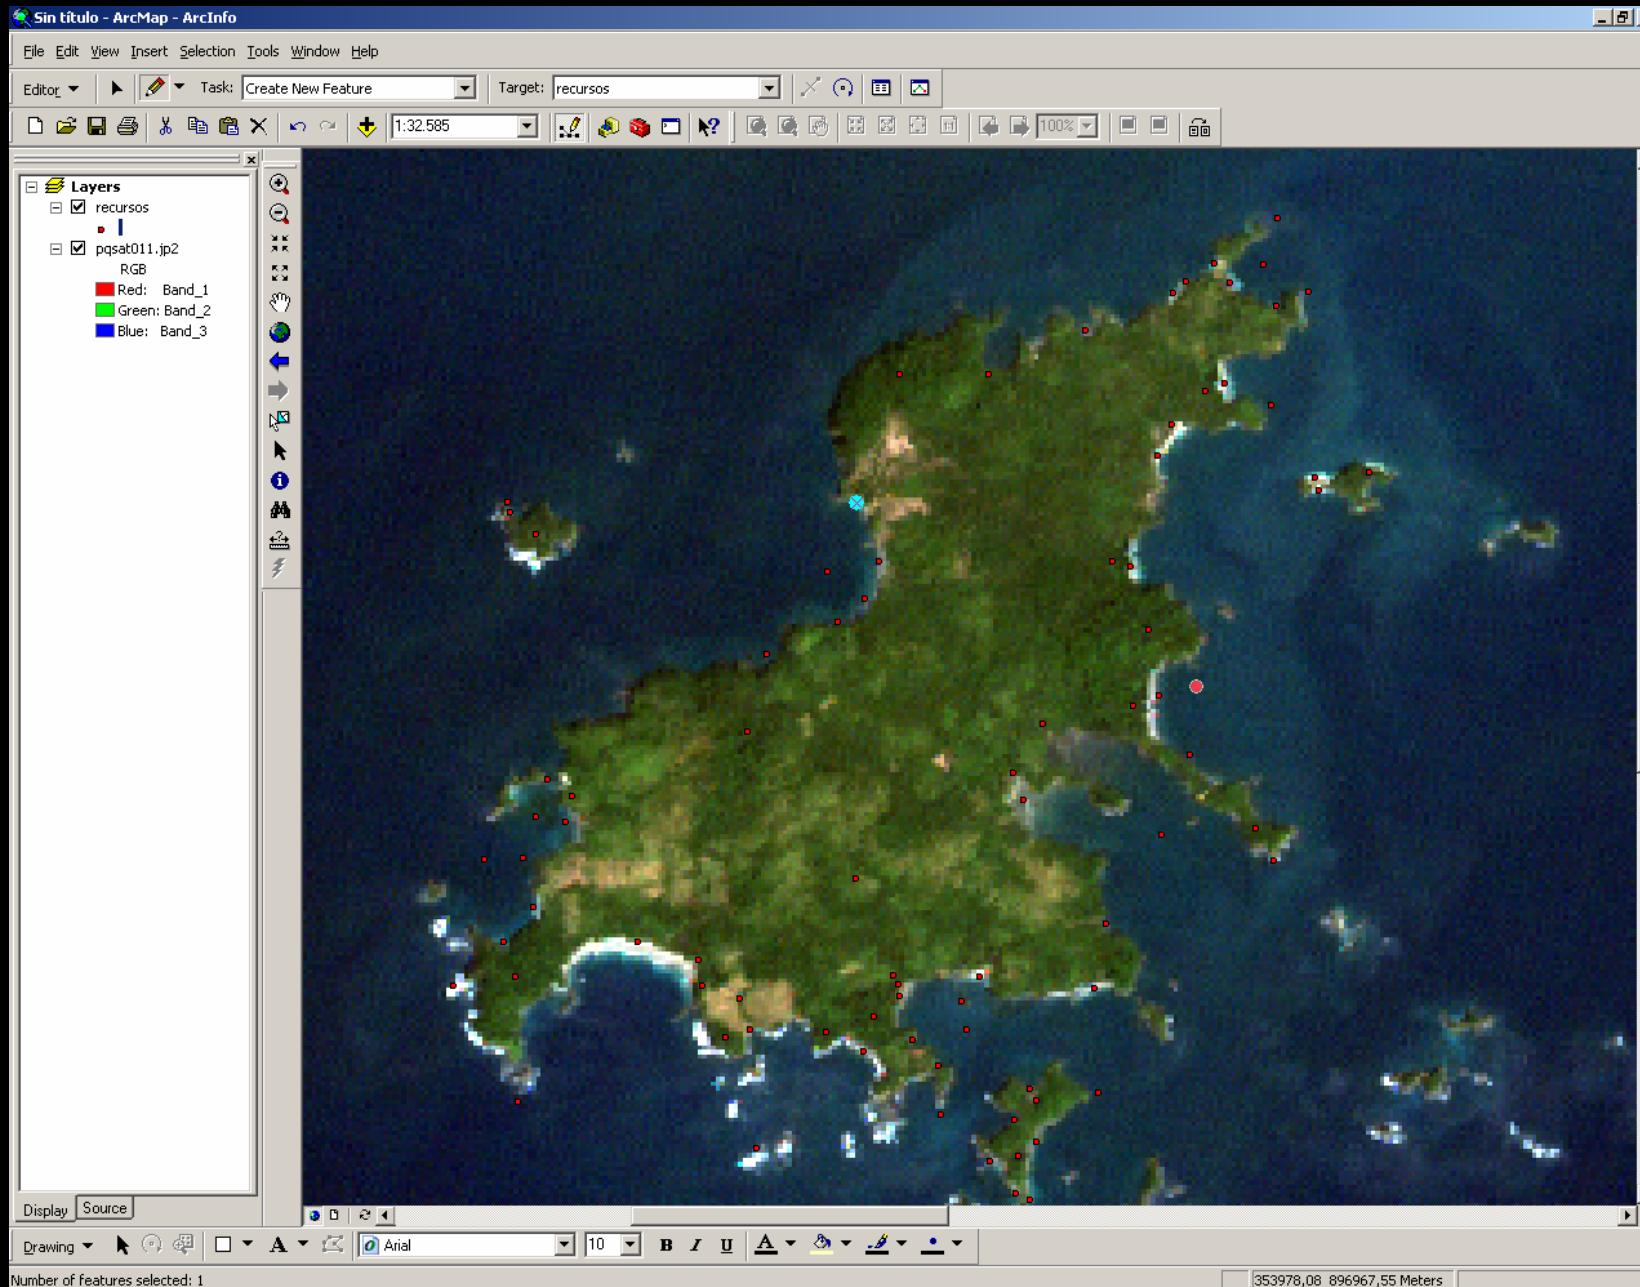 Sin título - ArcMap - ArcInfo
File Edit View Insert Selection Tools Window Help
Editor Task: Create New Feature Target: recursos
1:32.585 100%
Layers
recursos
pqsat011.jp2
RGB
Red: Band_1
Green: Band_2
Blue: Band_3
Display Source
Drawing A Arial 10 B I U A
Number of features selected: 1 353978,08 896967,55 Meters